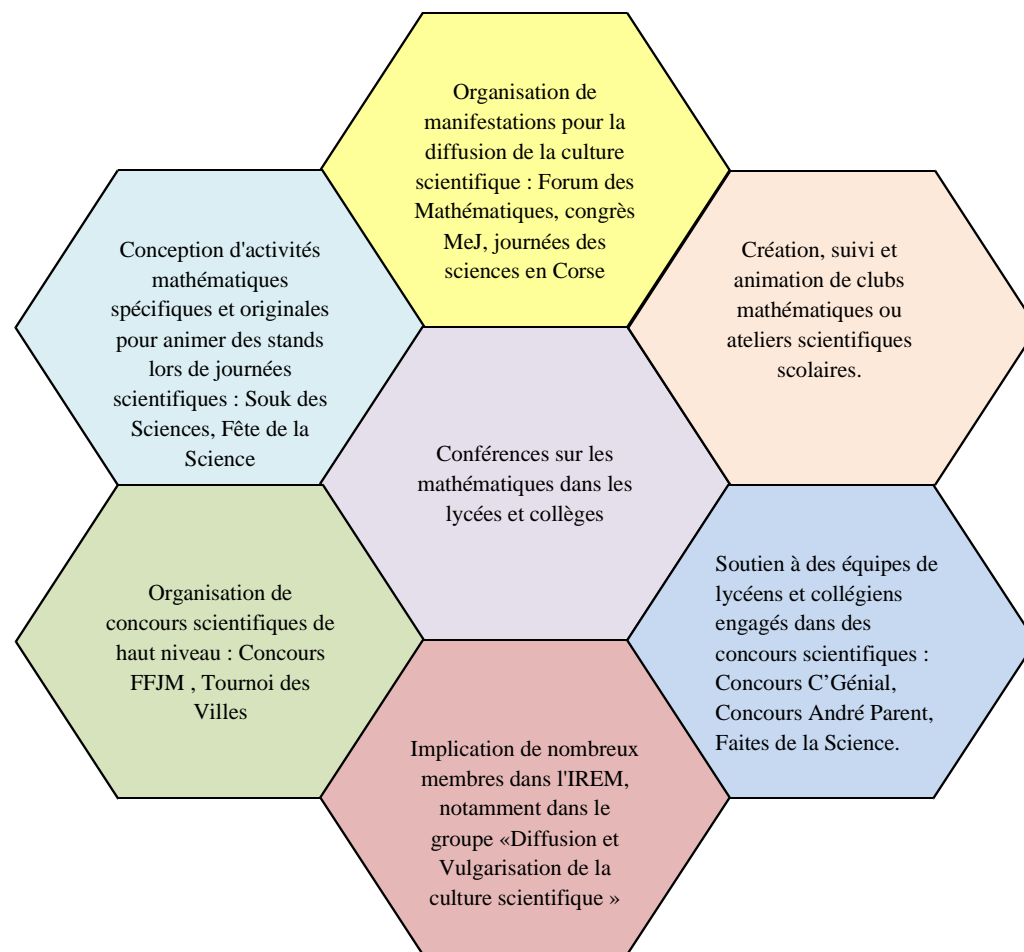 Organisation de
manifestations pour la
diffusion de la culture
scientifique : Forum des
Mathématiques, congrès
MeJ, journées des
sciences en Corse
Conception d'activités
mathématiques
spécifiques et originales
pour animer des stands
lors de journées
scientifiques : Souk des
Sciences, Fête de la
Science
Création, suivi et
animation de clubs
mathématiques ou
ateliers scientifiques
scolaires.
Conférences sur les
mathématiques dans les
lycées et collèges
Organisation de
concours scientifiques de
haut niveau : Concours
FFJM , Tournoi des
Villes
Soutien à des équipes de
lycéens et collégiens
engagés dans des
concours scientifiques :
Concours C’Génial,
Concours André Parent,
Faites de la Science.
Implication de nombreux
membres dans l'IREM,
notamment dans le
groupe «Diffusion et
Vulgarisation de la
culture scientifique »